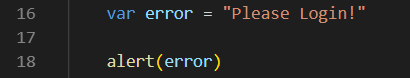 16 var error = "Please Login!"
17
18 alert(error)